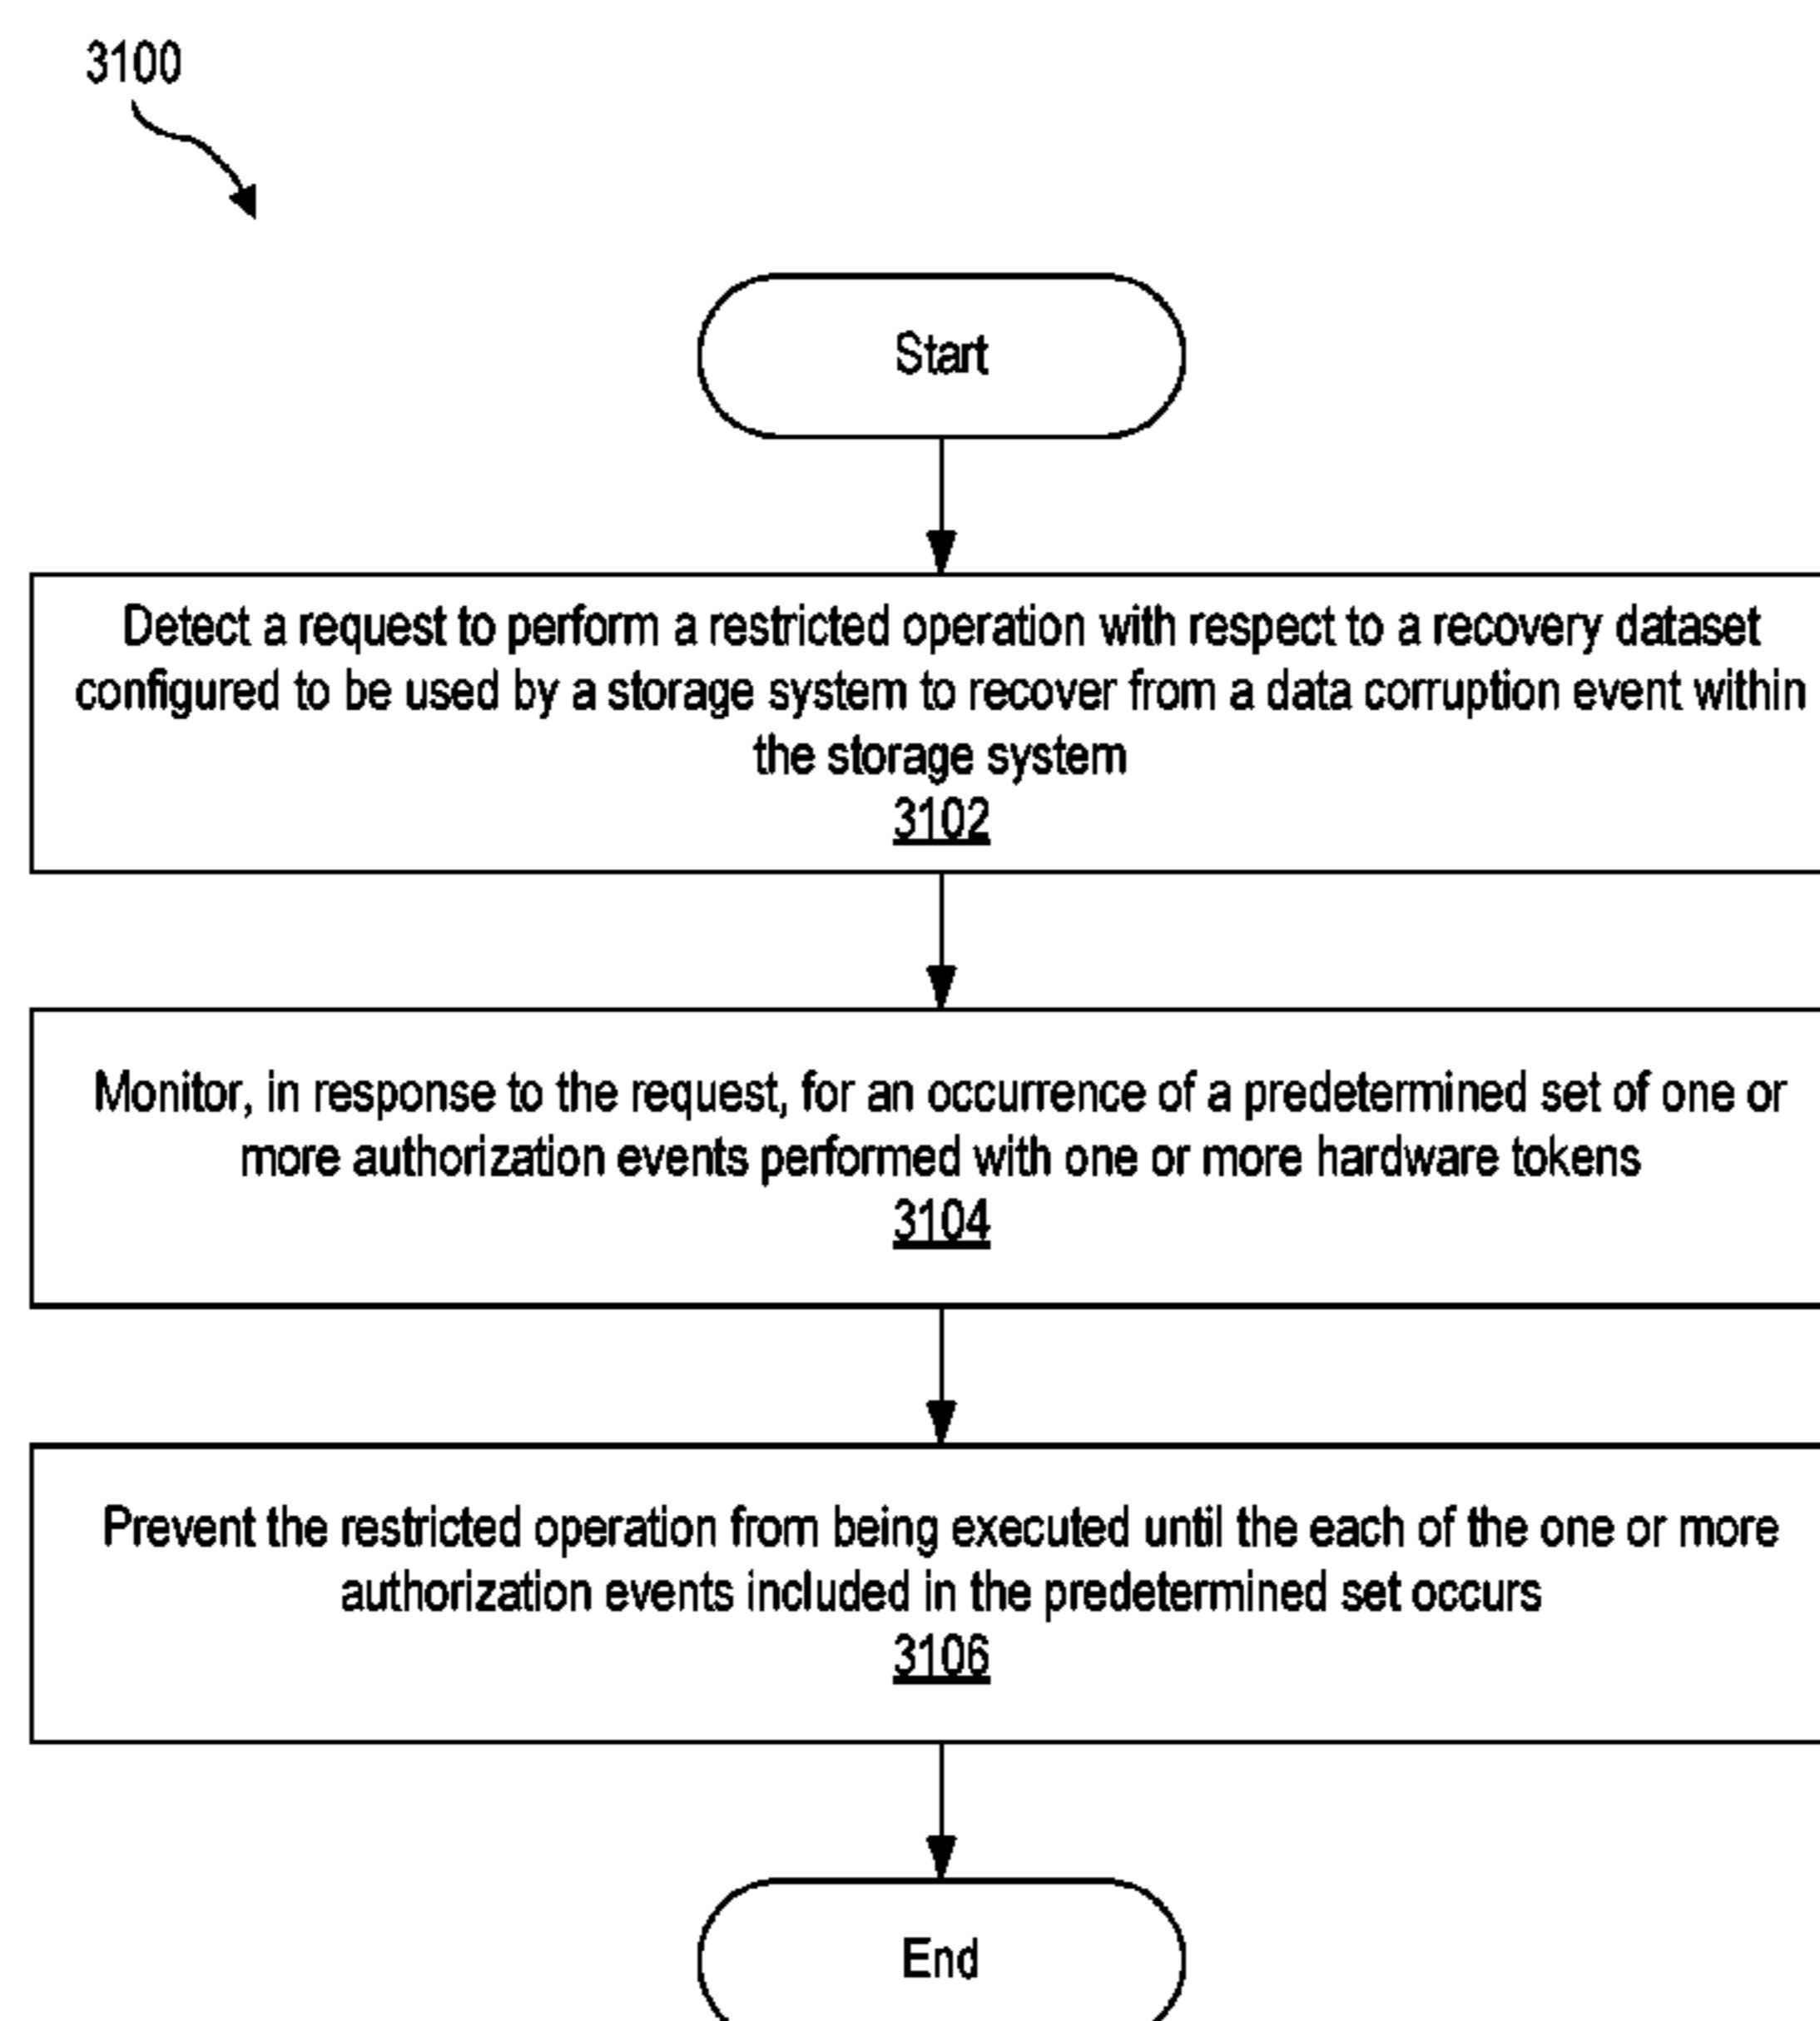 3100
Start
Detect a request to perform a restricted operation with respect to a recovery dataset
configured to be used by a storage system to recover from a data corruption event within
the storage system
3102
Monitor, in response to the request, for an occurrence of a predetermined set of one or
more authorization events performed with one or more hardware tokens
3104
Prevent the restricted operation from being executed until the each of the one or more
authorization events included in the predetermined set occurs
3106
End